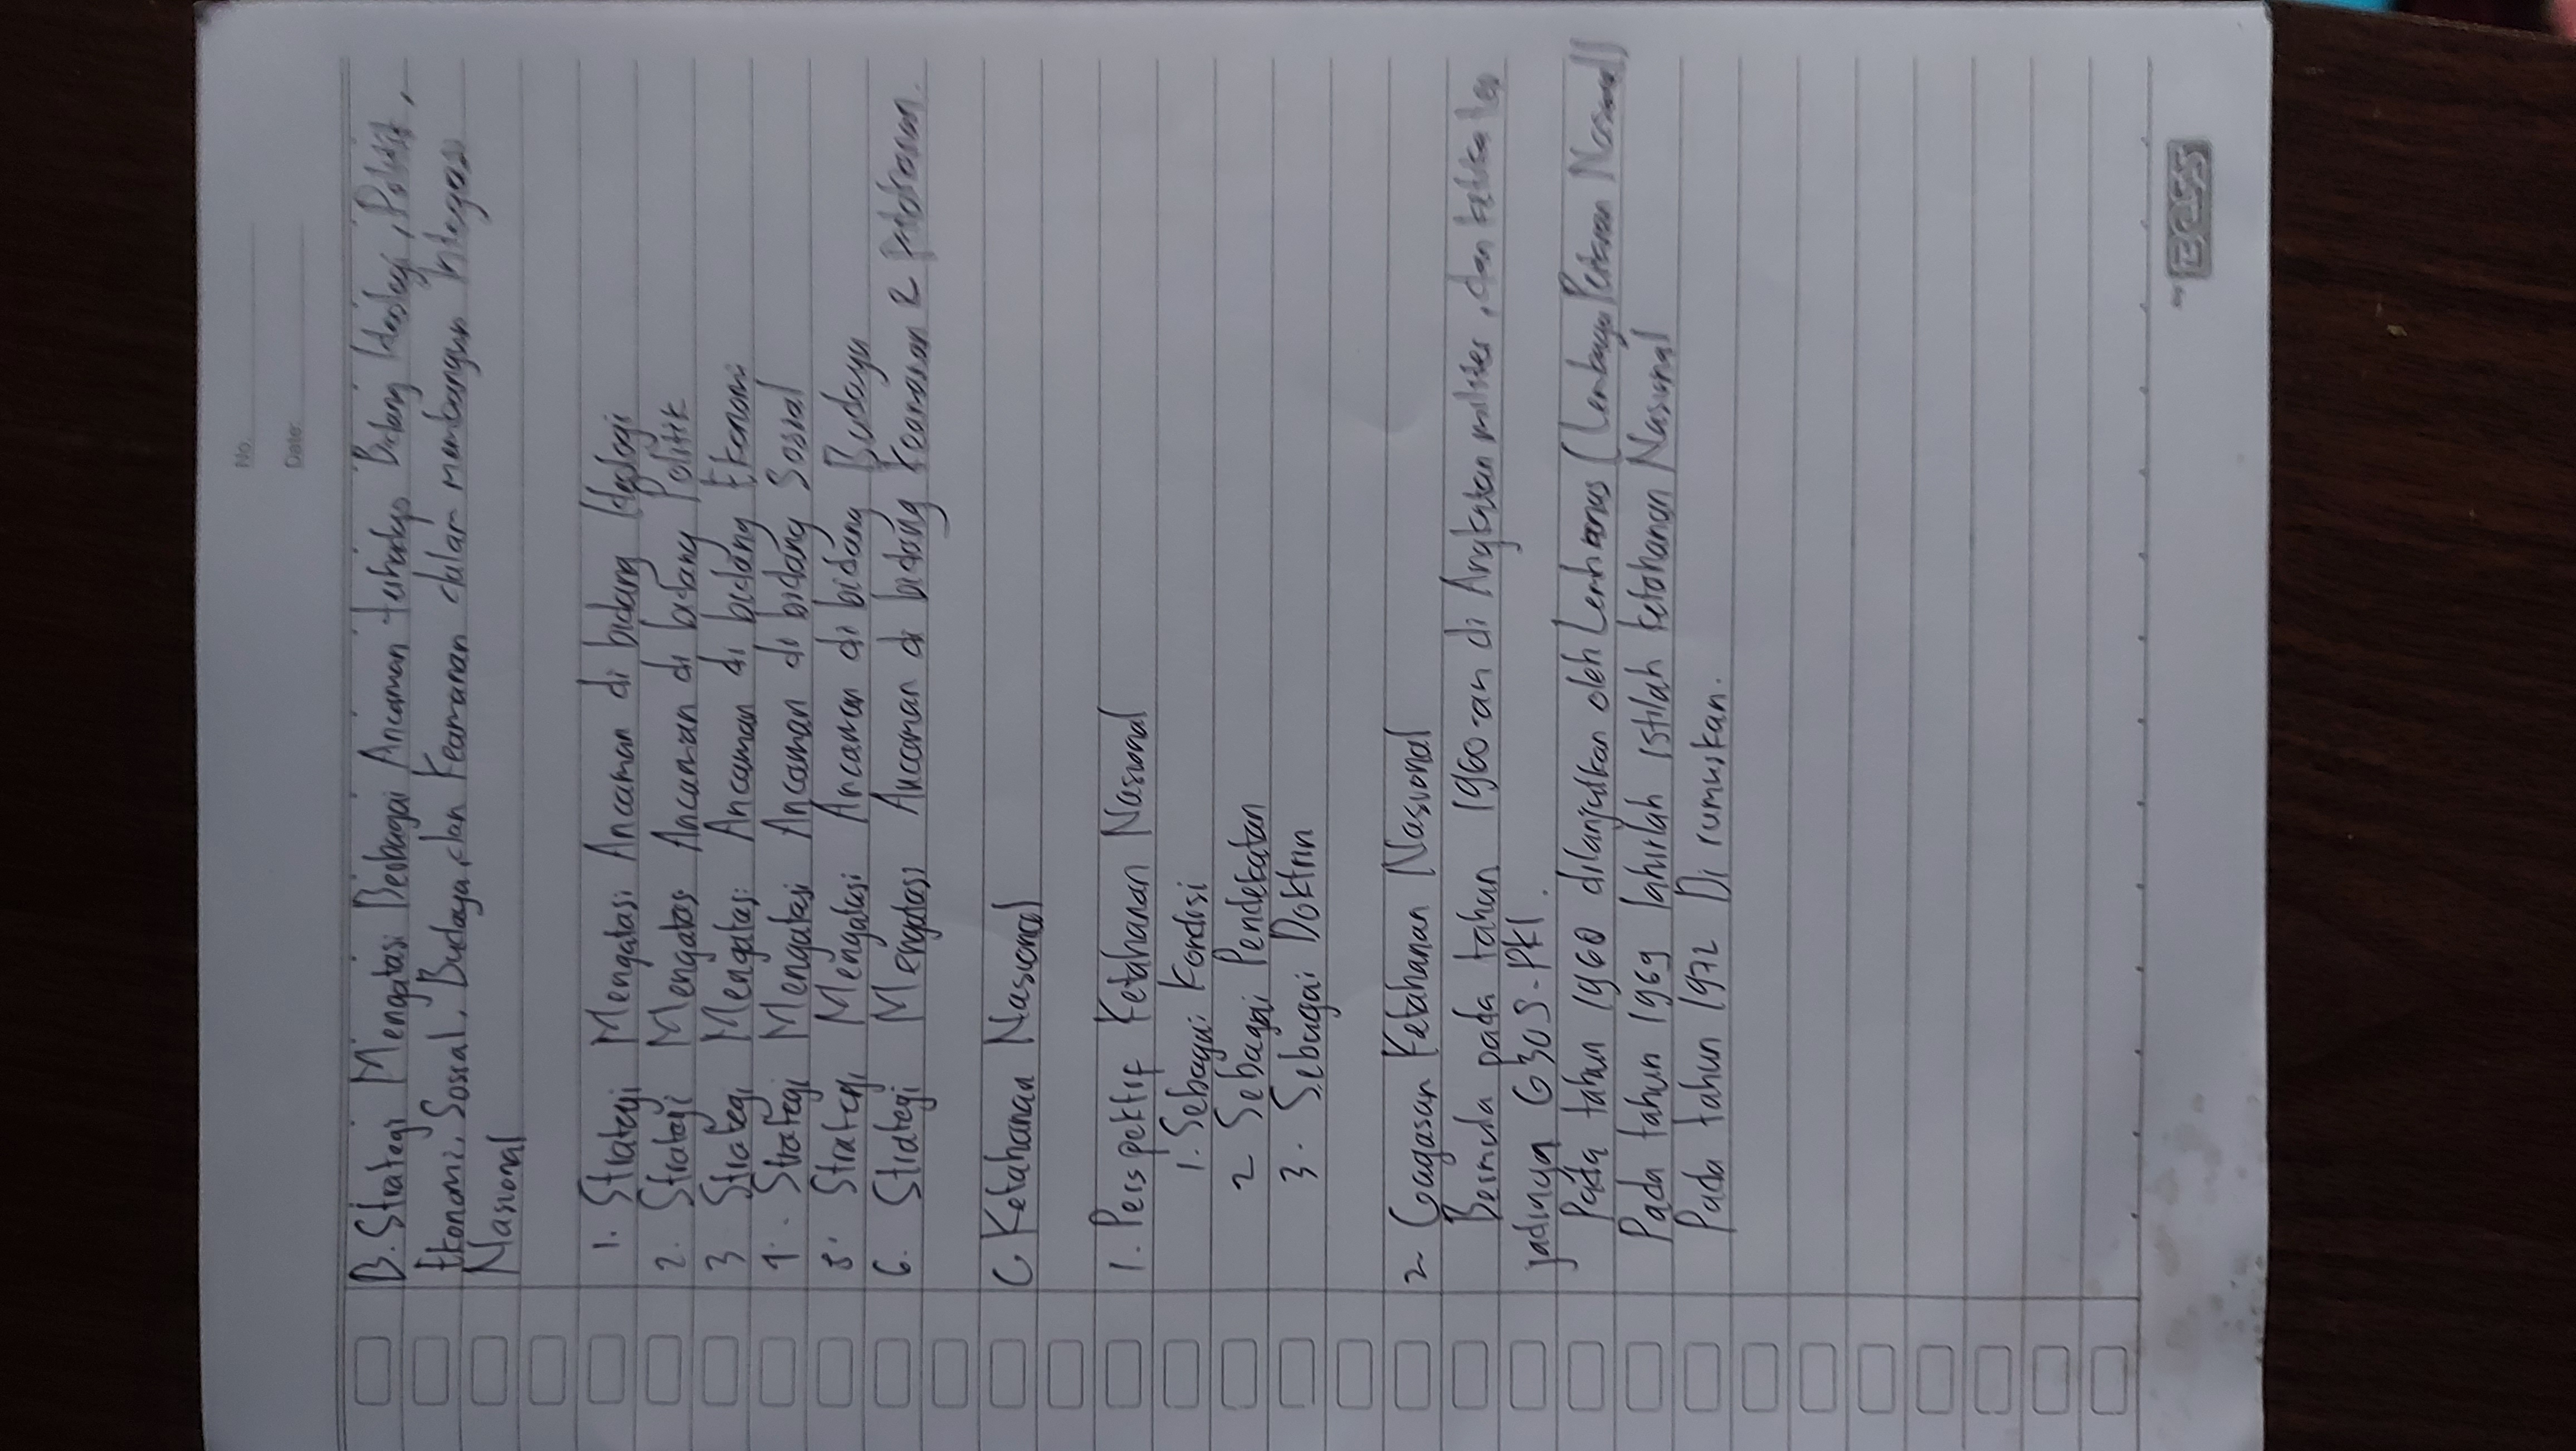 No.
Date:
B. Strategi Mengatasi Berbagai Ancaman terhadap Bidang Ideologi, Politik,
Ekonomi, Sosial, Budaya, dan Keamanan dalam membangun Integrasi
Nasional
1. Strategi Mengatasi Ancaman di bidang Ideologi
2. Strategi Mengatasi Ancaman di bidang Politik
3 Strategi Mengatasi Ancaman di bidang Ekonomi
4. Strategi Mengatasi Ancaman di bidang Sosial
5. Strategi Mengatasi Ancaman di bidang Budaya
6. Strategi Mengatasi Ancaman di bidang Keamanan &
C Ketahanan Nasional
1. Perspektif Ketahanan Nasional
1. Sebagai Kondisi
2 Sebagai Pendekatan
3. Sebagai Doktrin
2 Gagasan Ketahanan Nasional
Bermula pada tahun 1960-an di Angkatan militer, dan ketika ter
jadinya G30S-PKI.
Pada tahun 1960 dilanjutkan oleh Lemhanas (Lembaga Nasional)
Pada tahun 1969 lahirlah istilah ketahanan Nasional
Pada tahun 1972 Di rumuskan.
BOSS